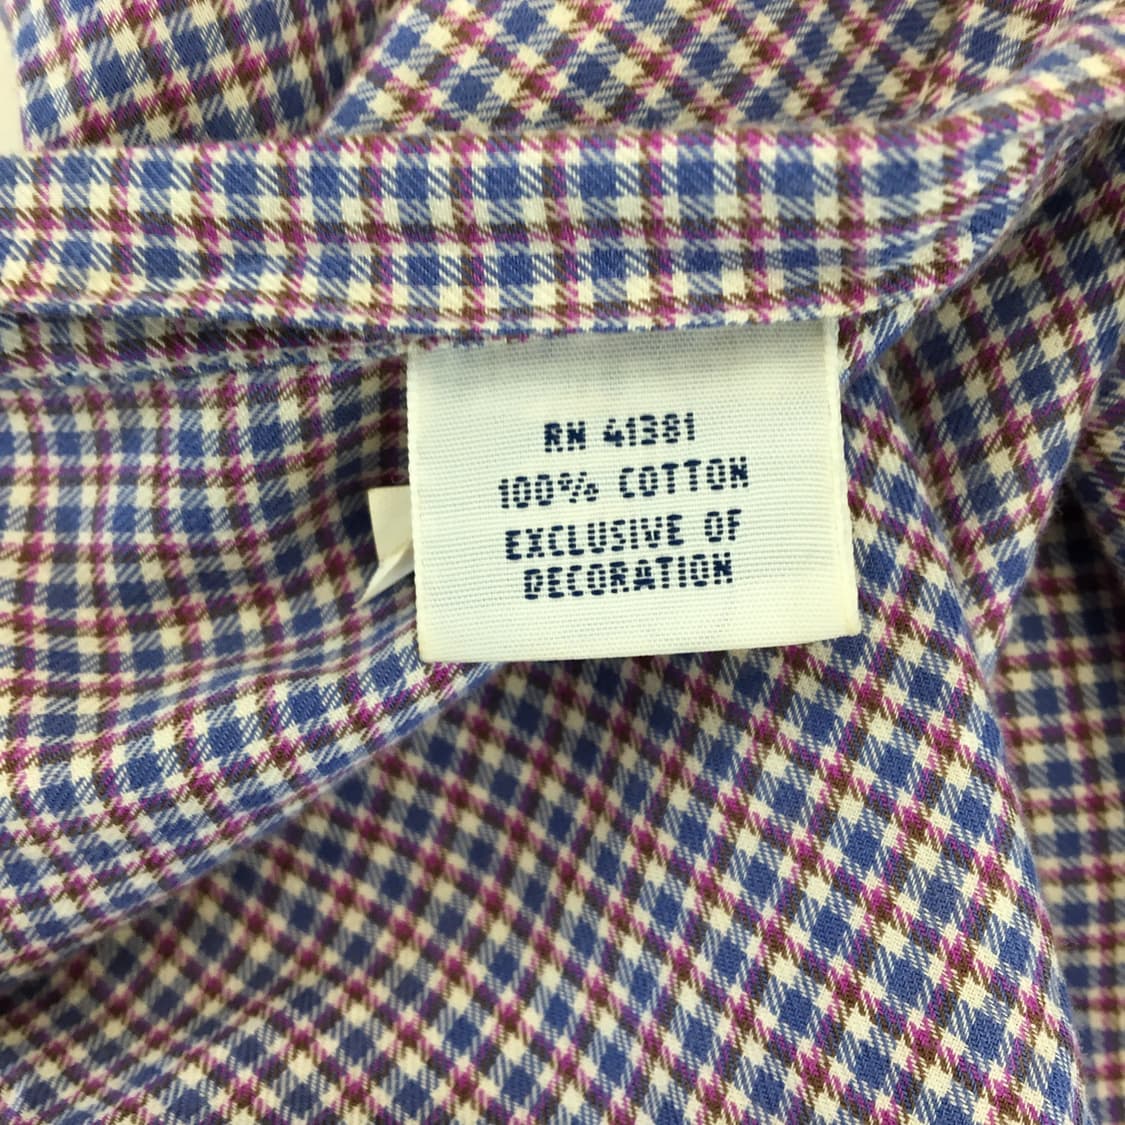 RN 41381
100% COTTON
EXCLUSIVE OF
DECORATION